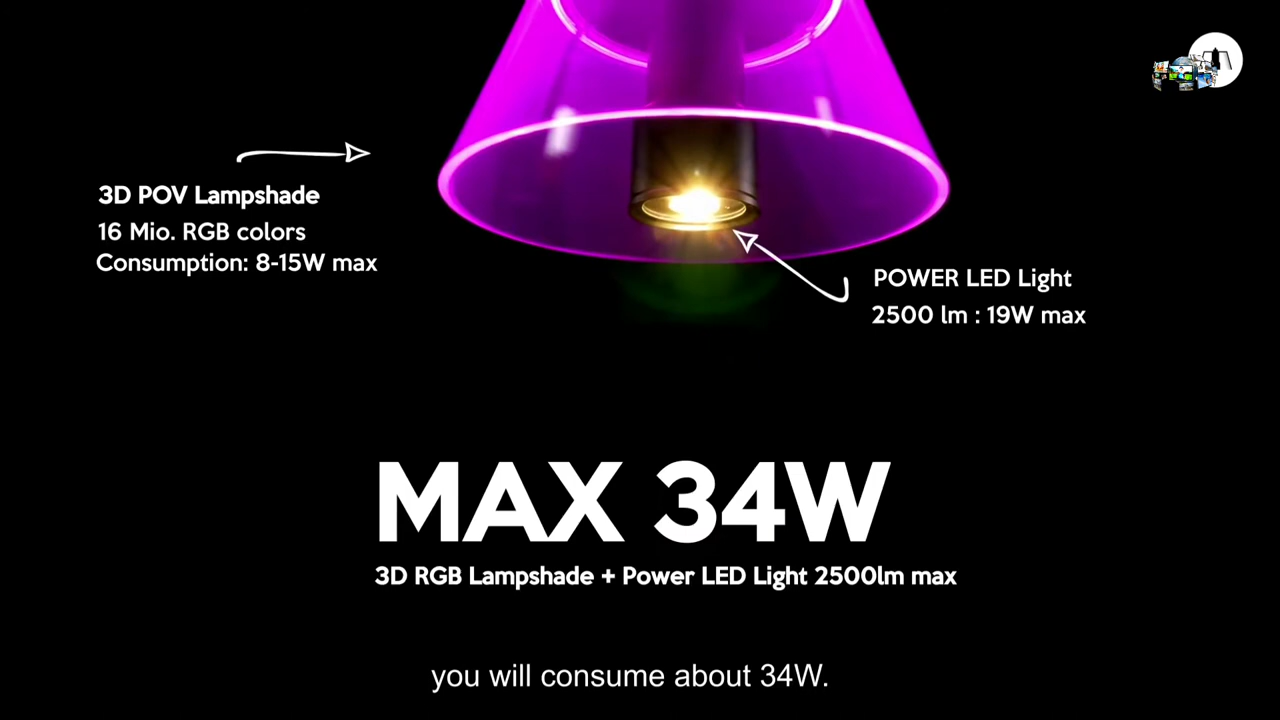 3D POV Lampshade
16 Mio. RGB colors
Consumption: 8-15W max
POWER LED Light
2500 lm : 19W max
MAX 34W
3D RGB Lampshade + Power LED Light 2500lm max
you will consume about 34W.